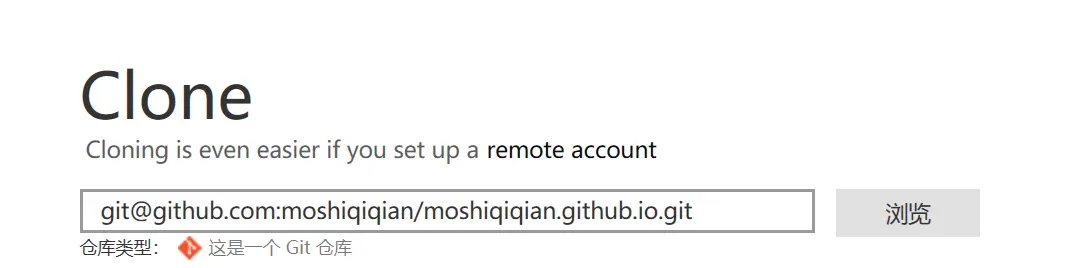 Clone
Cloning is even easier if you set up a remote account
git@github.com:moshiqiqian/moshiqiqian.github.io.git
浏览
仓库类型： 这是一个 Git 仓库